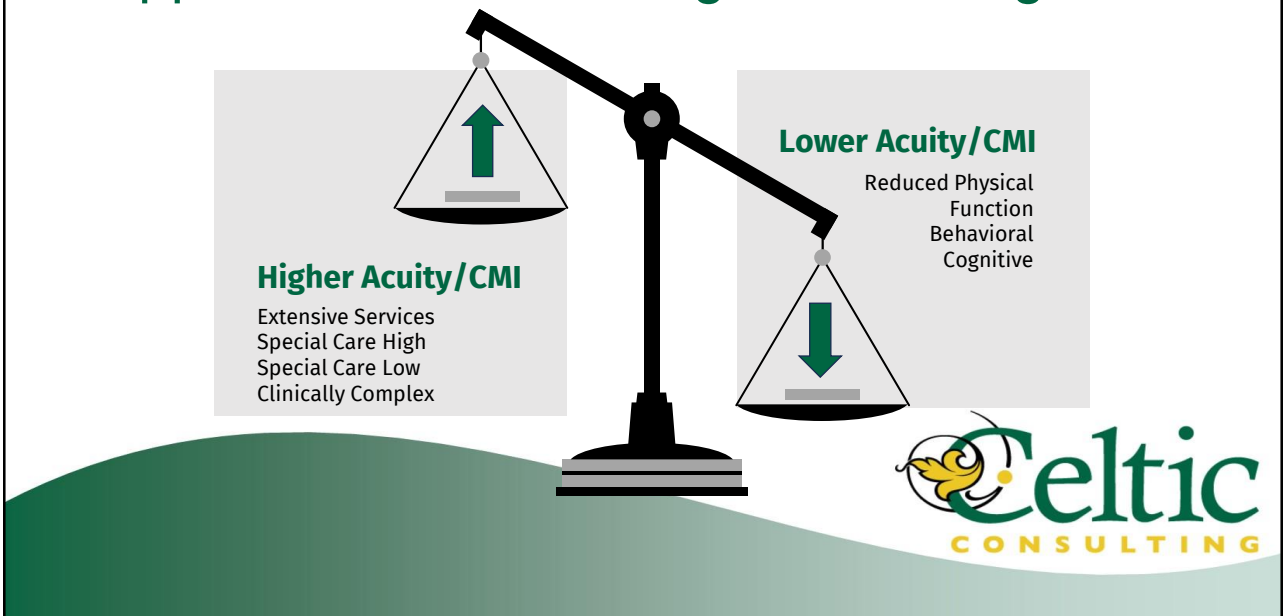 Higher Acuity/CMI
Extensive Services
Special Care High
Special Care Low
Clinically Complex
Lower Acuity/CMI
Reduced Physical
Function
Behavioral
Cognitive
Celtic
CONSULTING